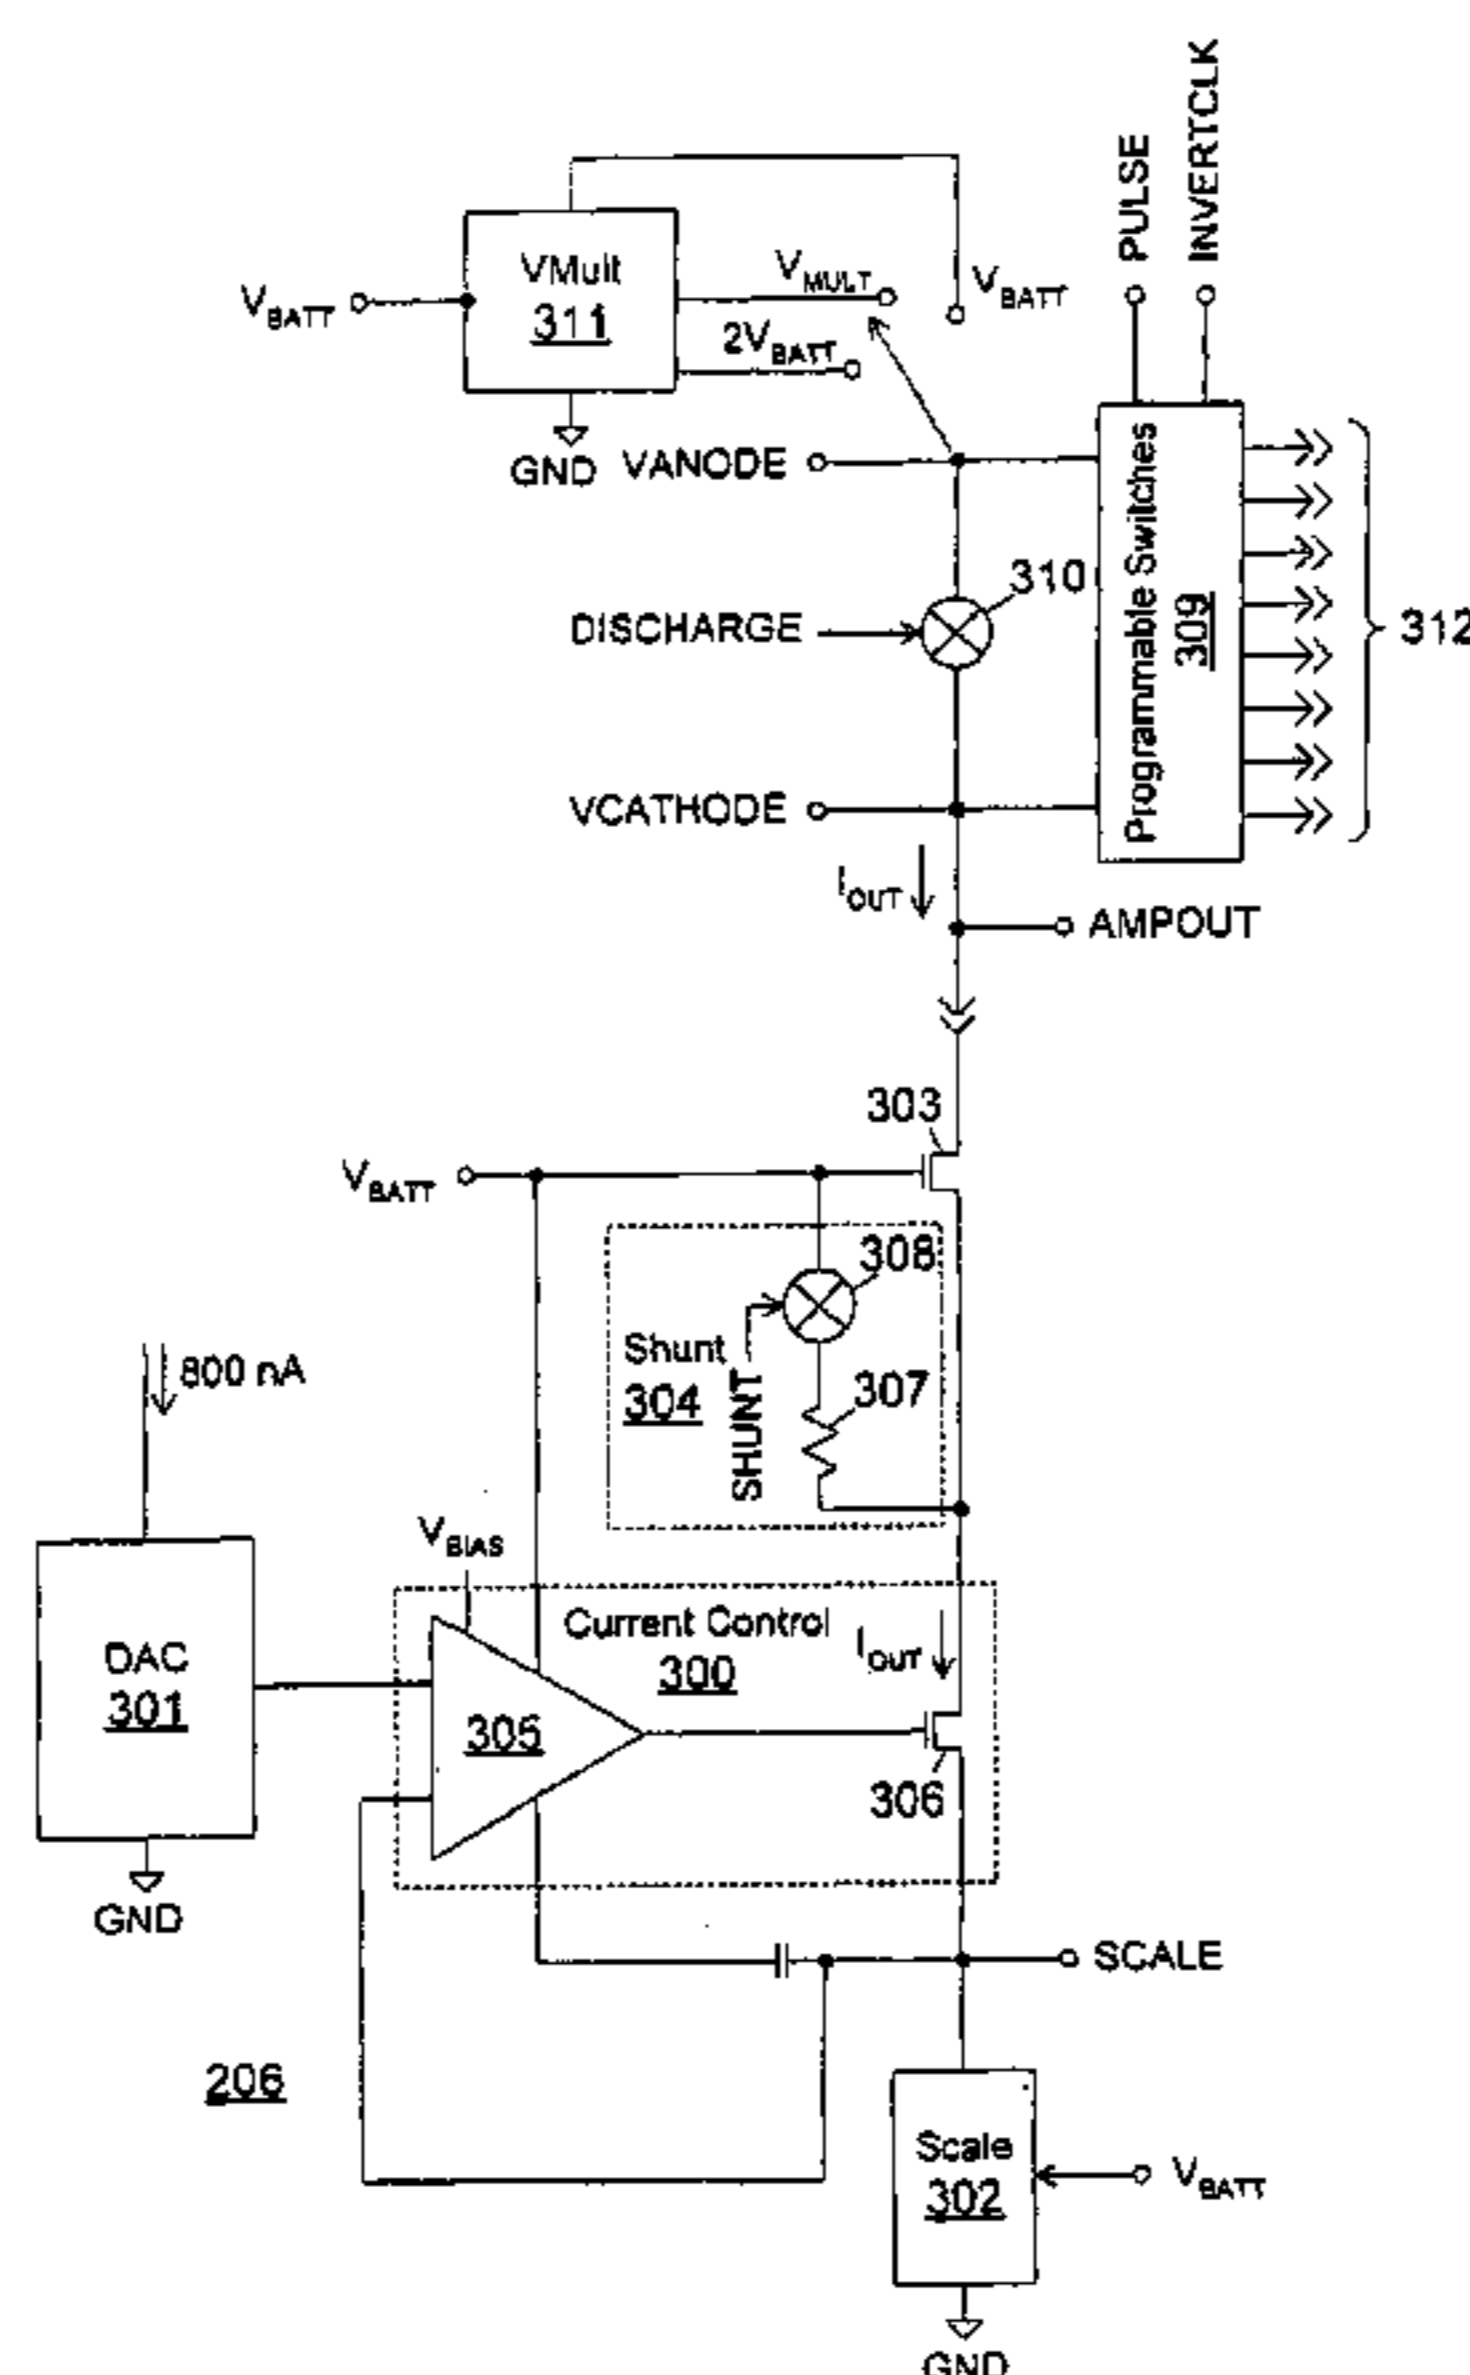 PULSE
INVERTCLK
VMult
311
VBATT
VMULT
2VBATT
VBATT
GND
VANODE
Programmable Switches
309
310
DISCHARGE
312
VCATHODE
IOUT
AMPOUT
303
VBATT
308
Shunt
304
SHUNT
307
800 nA
VBIAS
Current Control
300
IOUT
DAC
301
305
306
GND
SCALE
206
Scale
302
VBATT
GND